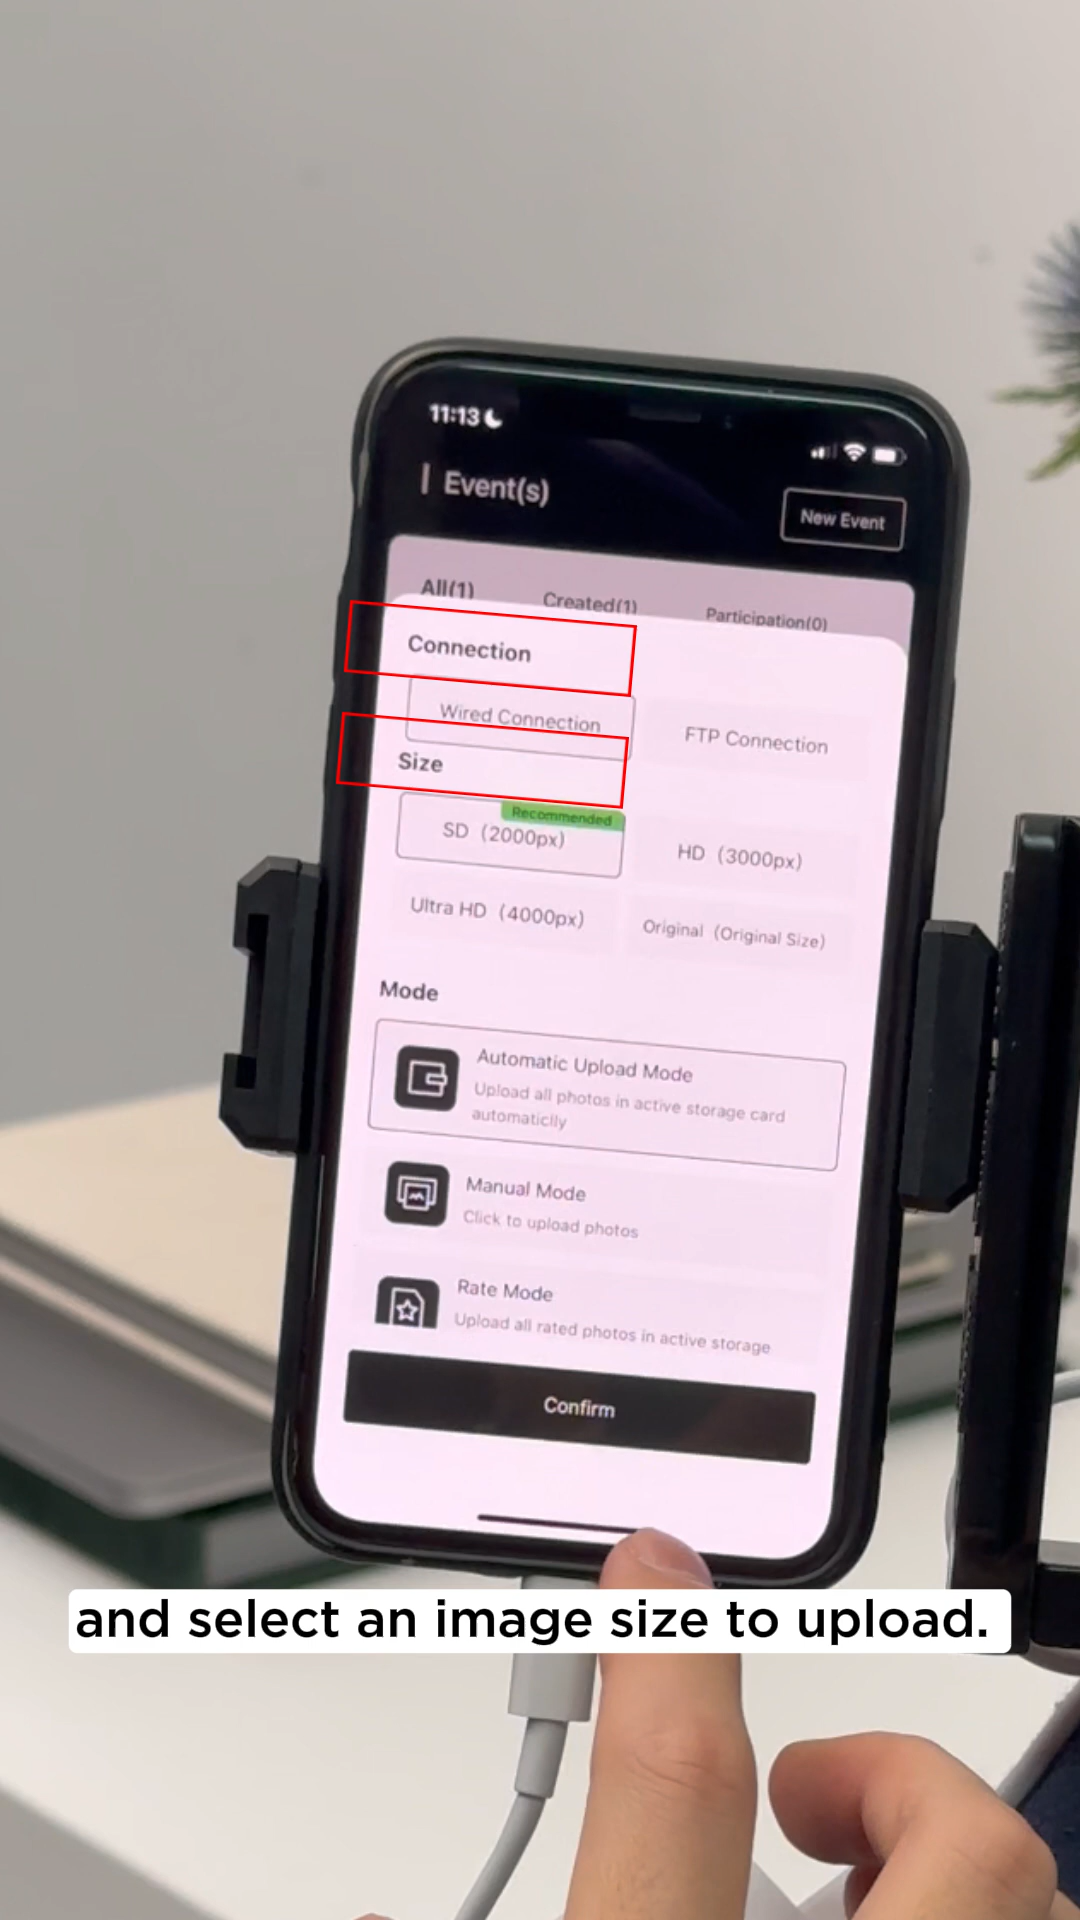 11:13
Event(s)
New Event
All(1)
Created(1)
Participation(0)
Connection
Wired Connection
FTP Connection
Size
Recommended
SD (2000px)
HD (3000px)
Ultra HD (4000px)
Original (Original Size)
Mode
Automatic Upload Mode
Upload all photos in active storage card
automaticlly
Manual Mode
Click to upload photos
Rate Mode
Upload all rated photos in active storage
Confirm
and select an image size to upload.